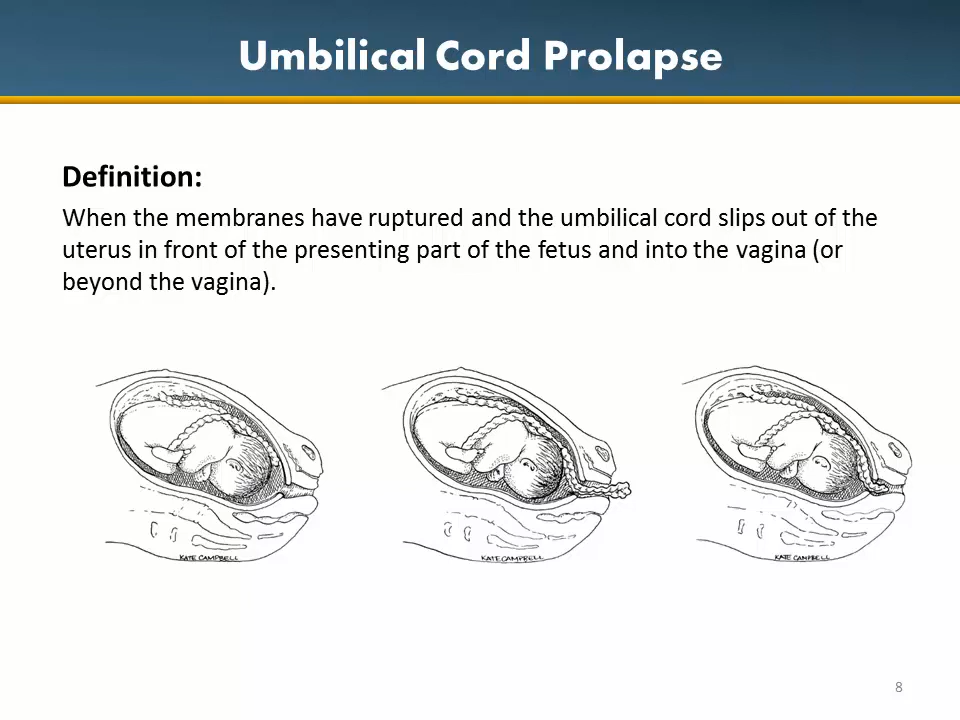 Umbilical Cord Prolapse
Definition:
When the membranes have ruptured and the umbilical cord slips out of the
uterus in front of the presenting part of the fetus and into the vagina (or
beyond the vagina).
KATE CAMPBELL
KATE CAMPBELL
KATE CAMPBELL
8